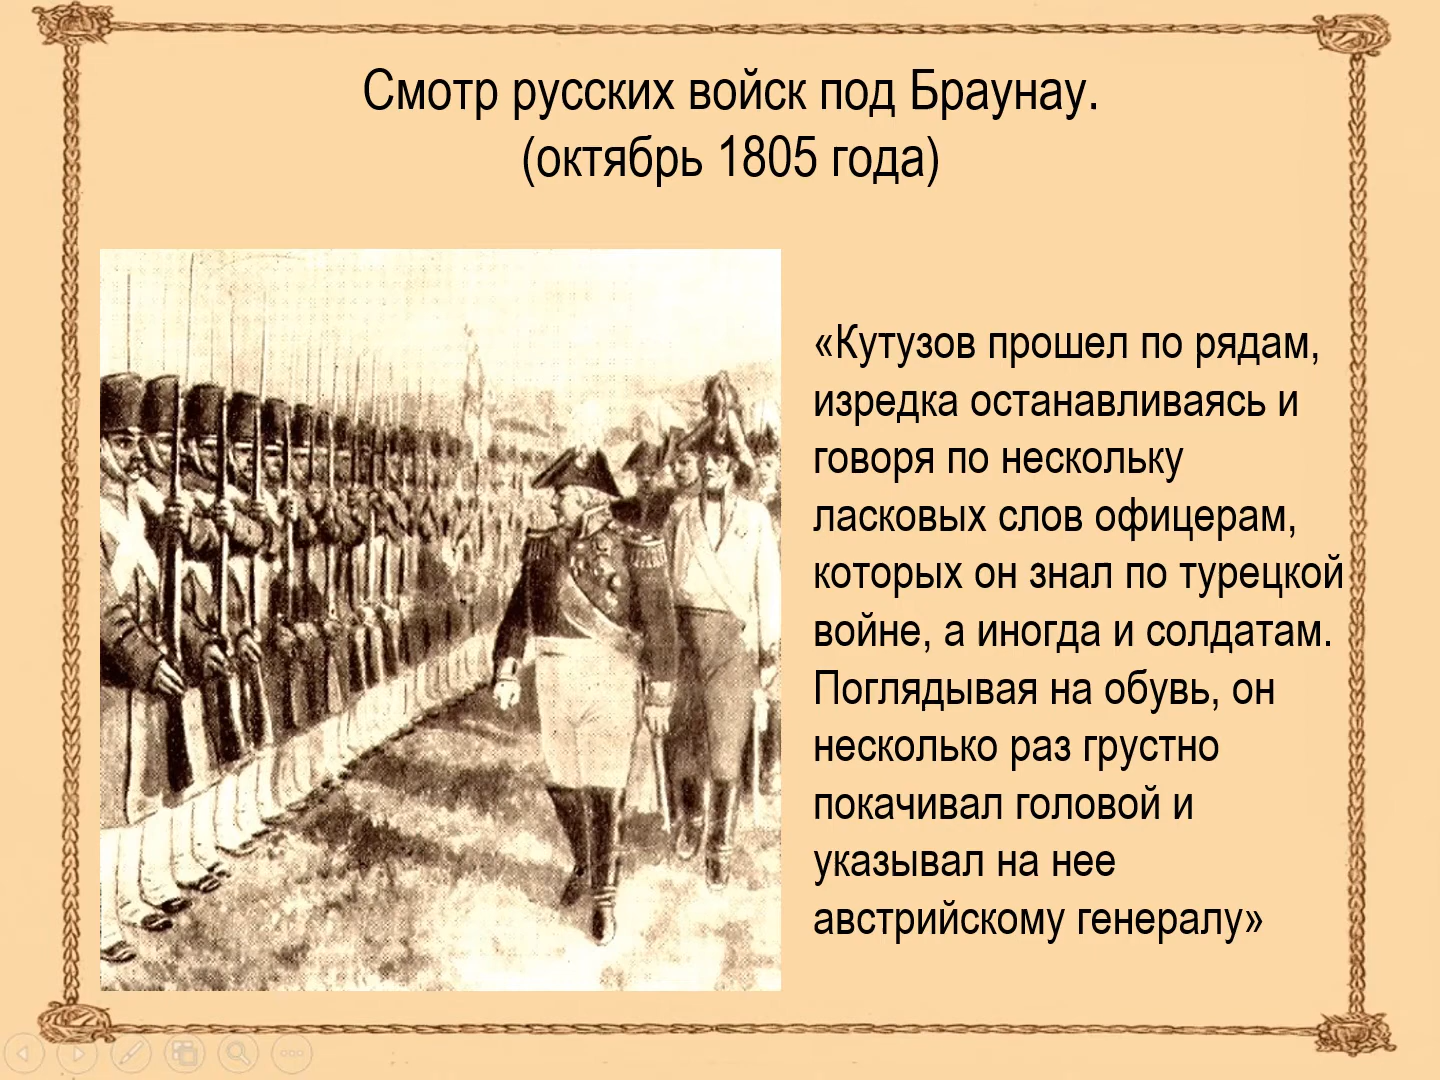 Смотр русских войск под Браунау.
(октябрь 1805 года)
«Кутузов прошел по рядам,
изредка останавливаясь и
говоря по нескольку
ласковых слов офицерам,
которых он знал по турецкой
войне, а иногда и солдатам.
Поглядывая на обувь, он
несколько раз грустно
покачивал головой и
указывал на нее
австрийскому генералу»